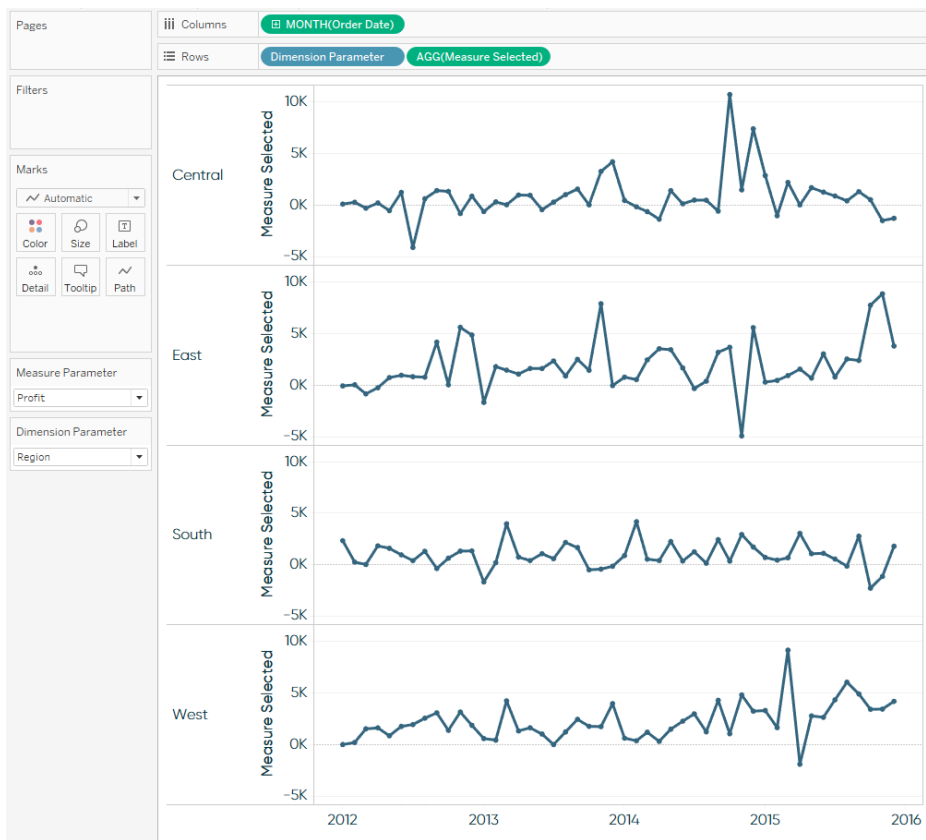 Pages
Columns
MONTH(Order Date)
Rows
Dimension Parameter
AGG(Measure Selected)
Filters
Marks
Automatic
Color
Size
Label
Detail
Tooltip
Path
Measure Parameter
Profit
Dimension Parameter
Region
Central
Measure Selected
10K
5K
0K
-5K
East
Measure Selected
10K
5K
0K
-5K
South
Measure Selected
10K
5K
0K
-5K
West
Measure Selected
10K
5K
0K
-5K
2012 2013 2014 2015 2016